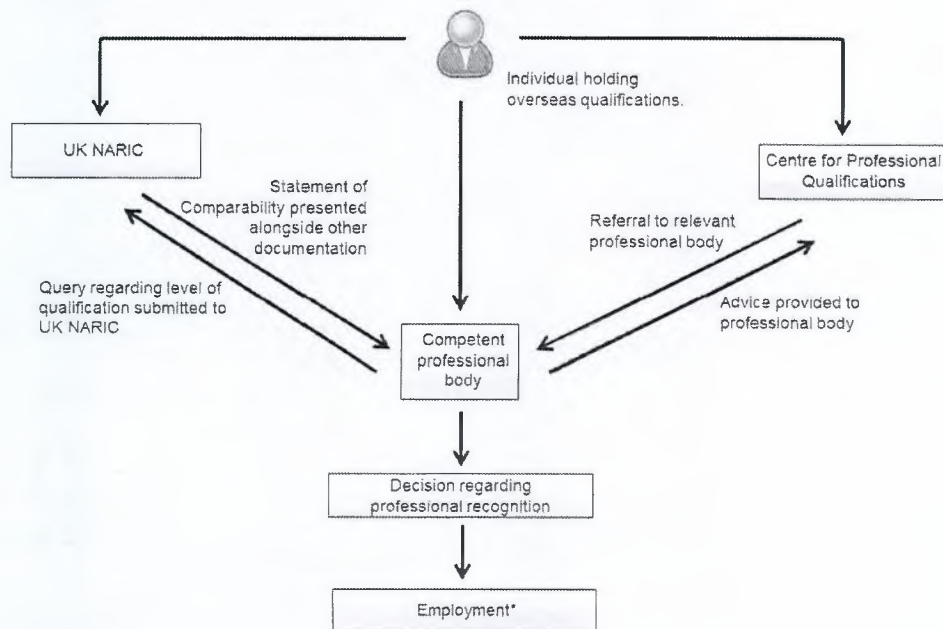 Individual holding
overseas qualifications.
UK NARIC
Centre for Professional
Qualifications
Statement of
Comparability presented
alongside other
documentation
Referral to relevant
professional body
Query regarding level of
qualification submitted to
UK NARIC
Advice provided to
professional body
Competent
professional
body
Decision regarding
professional recognition
Employment*